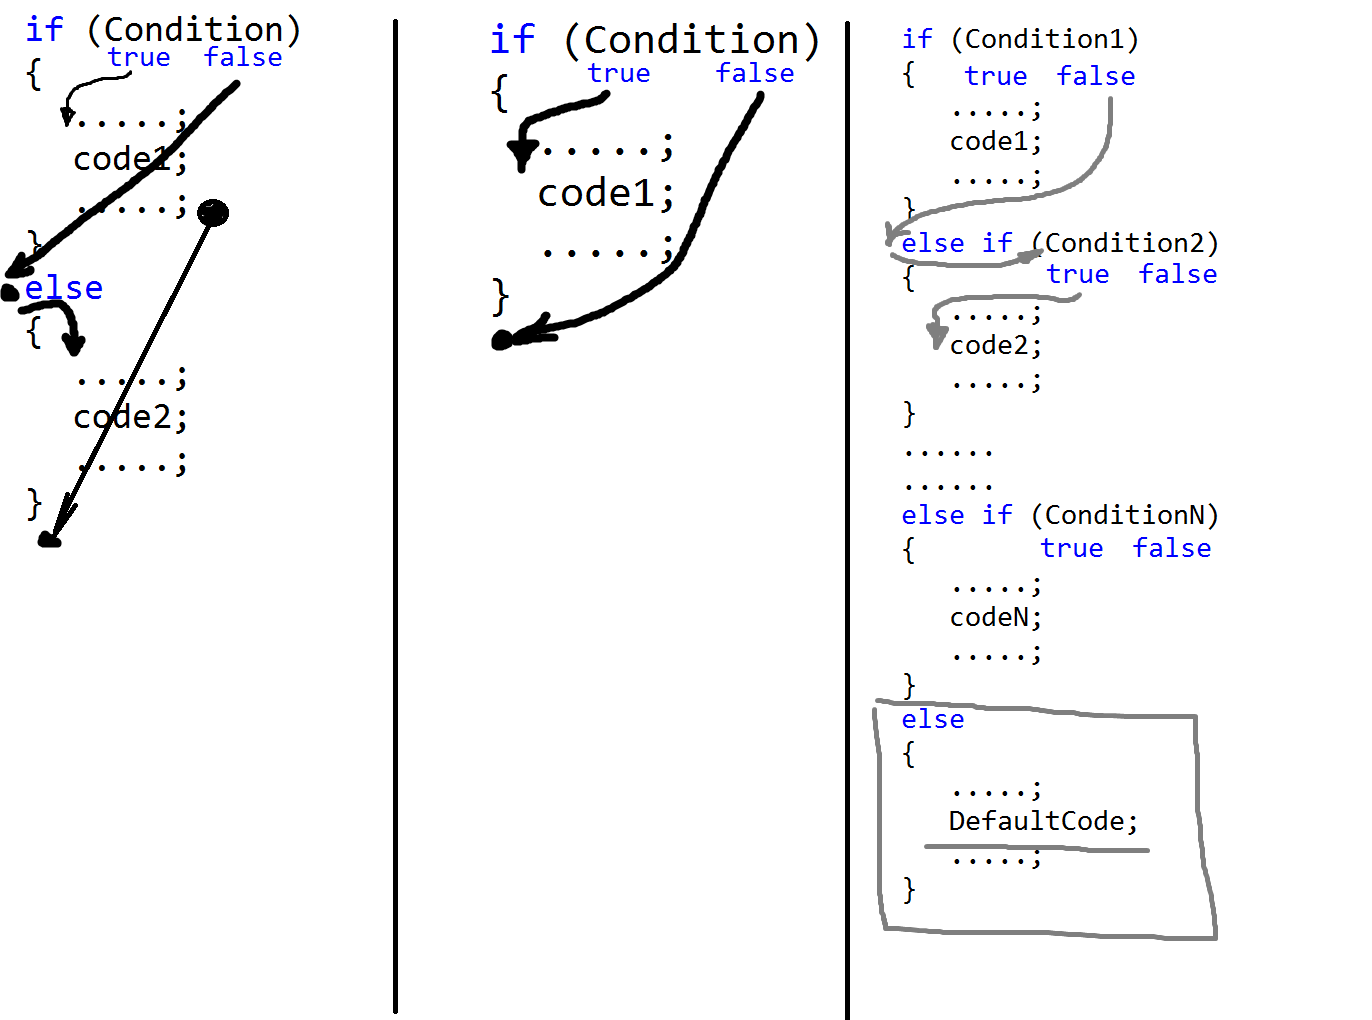 if (Condition)
true false
{
.....;
code1;
.....;
}
else
{
.....;
code2;
.....;
}
if (Condition)
true false
{
.....;
code1;
.....;
}
if (Condition1)
{ true false
.....;
code1;
.....;
}
else if (Condition2)
{ true false
.....;
code2;
.....;
}
......
......
else if (ConditionN)
{ true false
.....;
codeN;
.....;
}
else
{
.....;
DefaultCode;
.....;
}